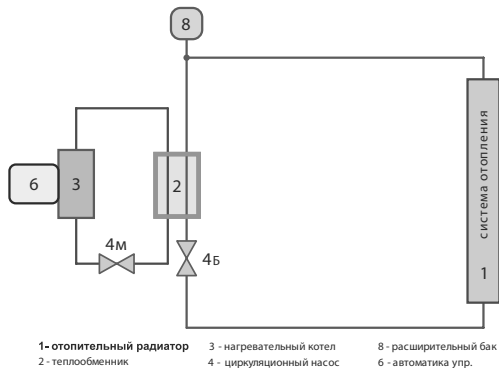 8
система отопления
6
3
2
4м
4Б
1
1- отопительный радиатор 3 - нагревательный котел 8 - расширительный бак
2 - теплообменник 4 - циркуляционный насос 6 - автоматика упр.